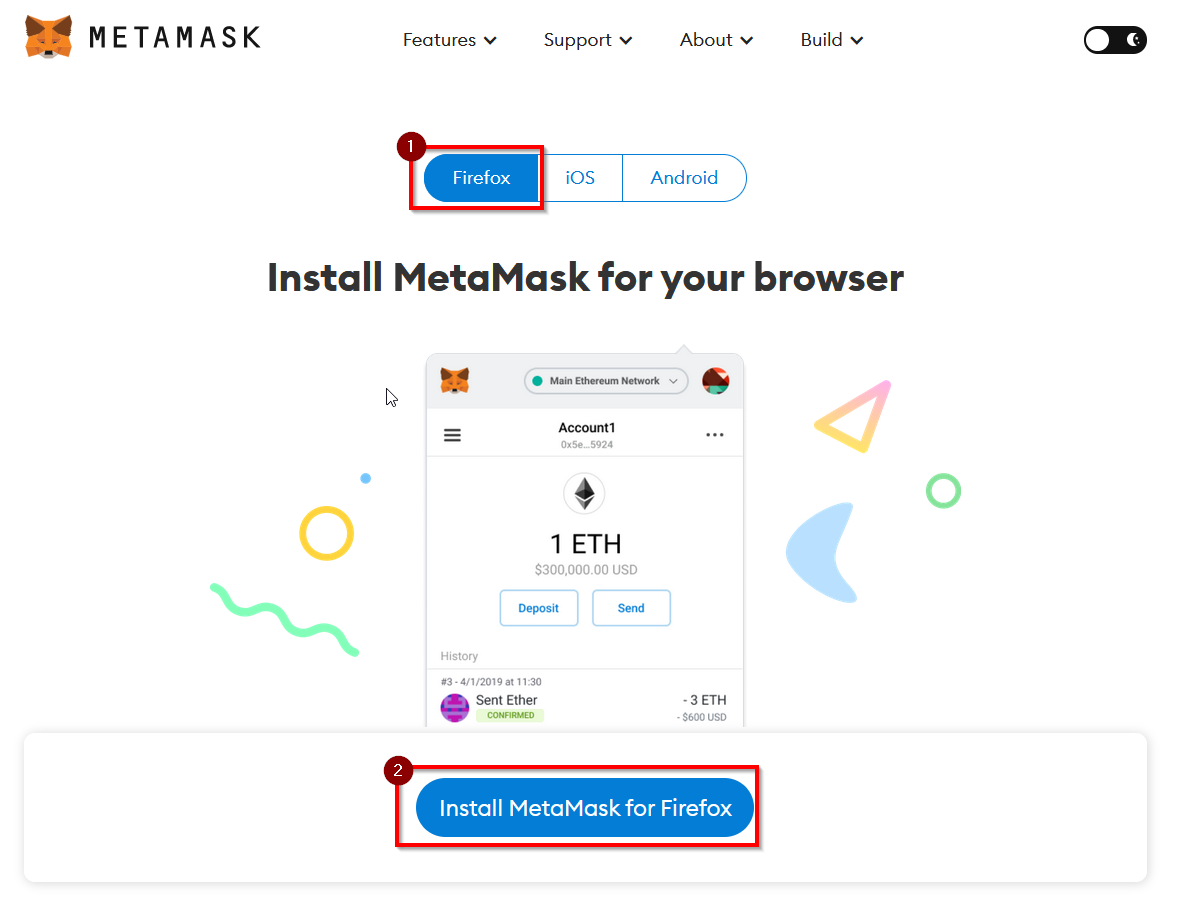 METAMASK
Features Support About Build
1
Firefox iOS Android
Install MetaMask for your browser
Main Ethereum Network
Account1
0x5e...5924
1 ETH
$300,000.00 USD
Deposit Send
History
#3 - 4/1/2019 at 11:30
Sent Ether - 3 ETH
CONFIRMED - $600 USD
2
Install MetaMask for Firefox